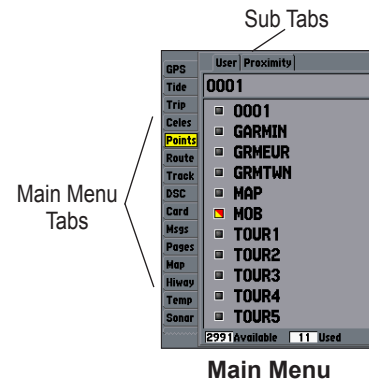 Sub Tabs
User Proximity
GPS
Tide
Trip
Celes
Points
Route
Track
DSC
Card
Msgs
Pages
Map
Hiway
Temp
Sonar
0001
0001
GARMIN
GRMEUR
GRMTWN
MAP
MOB
TOUR1
TOUR2
TOUR3
TOUR4
TOUR5
2991 Available 11 Used
Main Menu
Tabs
Main Menu